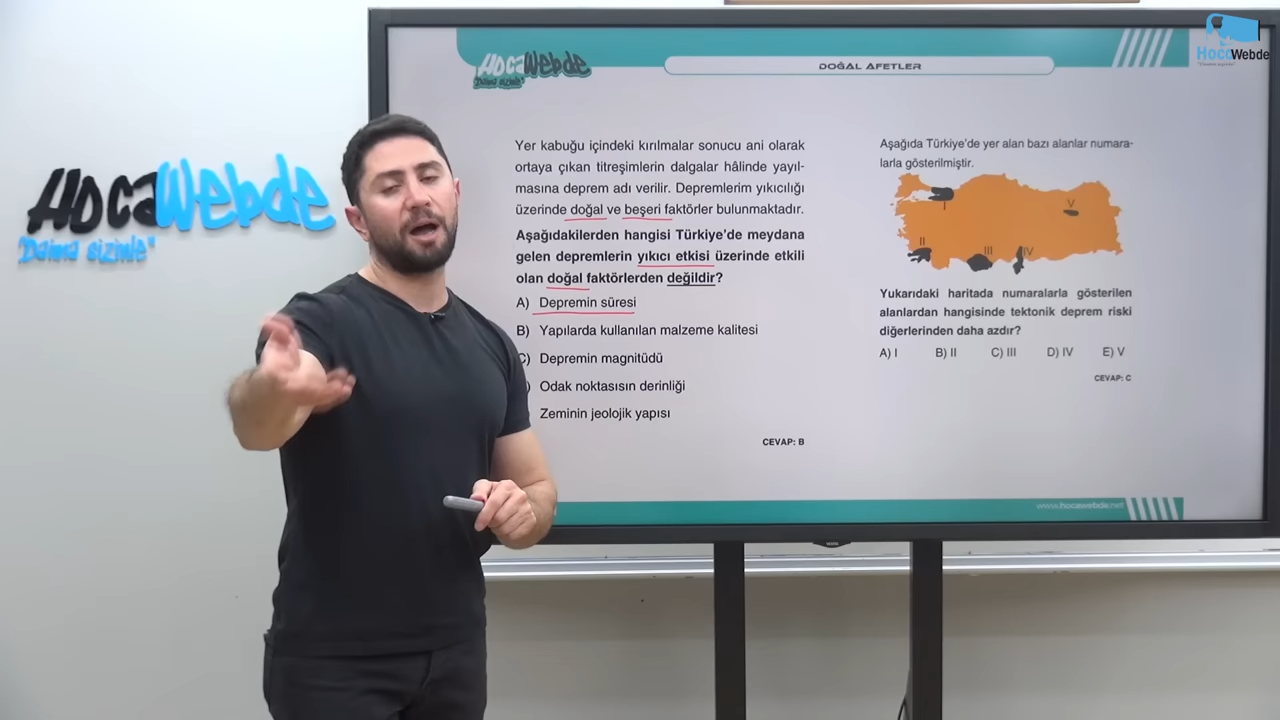 HocaWebde
"Daima sizinle"
HocaWebde
"Daima sizinle"
DOĞAL AFETLER
HocaWebde
Yer kabuğu içindeki kırılmalar sonucu ani olarak
ortaya çıkan titreşimlerin dalgalar hâlinde yayıl-
masına deprem adı verilir. Depremlerim yıkıcılığı
üzerinde doğal ve beşeri faktörler bulunmaktadır.
Aşağıdakilerden hangisi Türkiye'de meydana
gelen depremlerin yıkıcı etkisi üzerinde etkili
olan doğal faktörlerden değildir?
A) Depremin süresi
B) Yapılarda kullanılan malzeme kalitesi
C) Depremin magnitüdü
) Odak noktasısın derinliği
Zeminin jeolojik yapısı
CEVAP: B
Aşağıda Türkiye'de yer alan bazı alanlar numara-
larla gösterilmiştir.
I
II
III
IV
V
Yukarıdaki haritada numaralarla gösterilen
alanlardan hangisinde tektonik deprem riski
diğerlerinden daha azdır?
A) I B) II C) III D) IV E) V
CEVAP: C
www.hocawebde.net